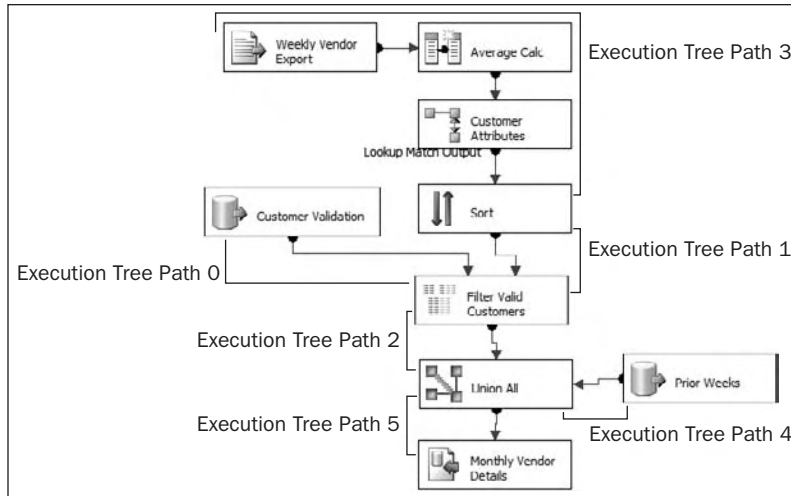 Weekly Vendor
Export
Average Calc
Execution Tree Path 3
Customer
Attributes
Lookup Match Output
Customer Validation
Sort
Execution Tree Path 1
Execution Tree Path 0
Filter Valid
Customers
Execution Tree Path 2
Union All
Prior Weeks
Execution Tree Path 5
Execution Tree Path 4
Monthly Vendor
Details